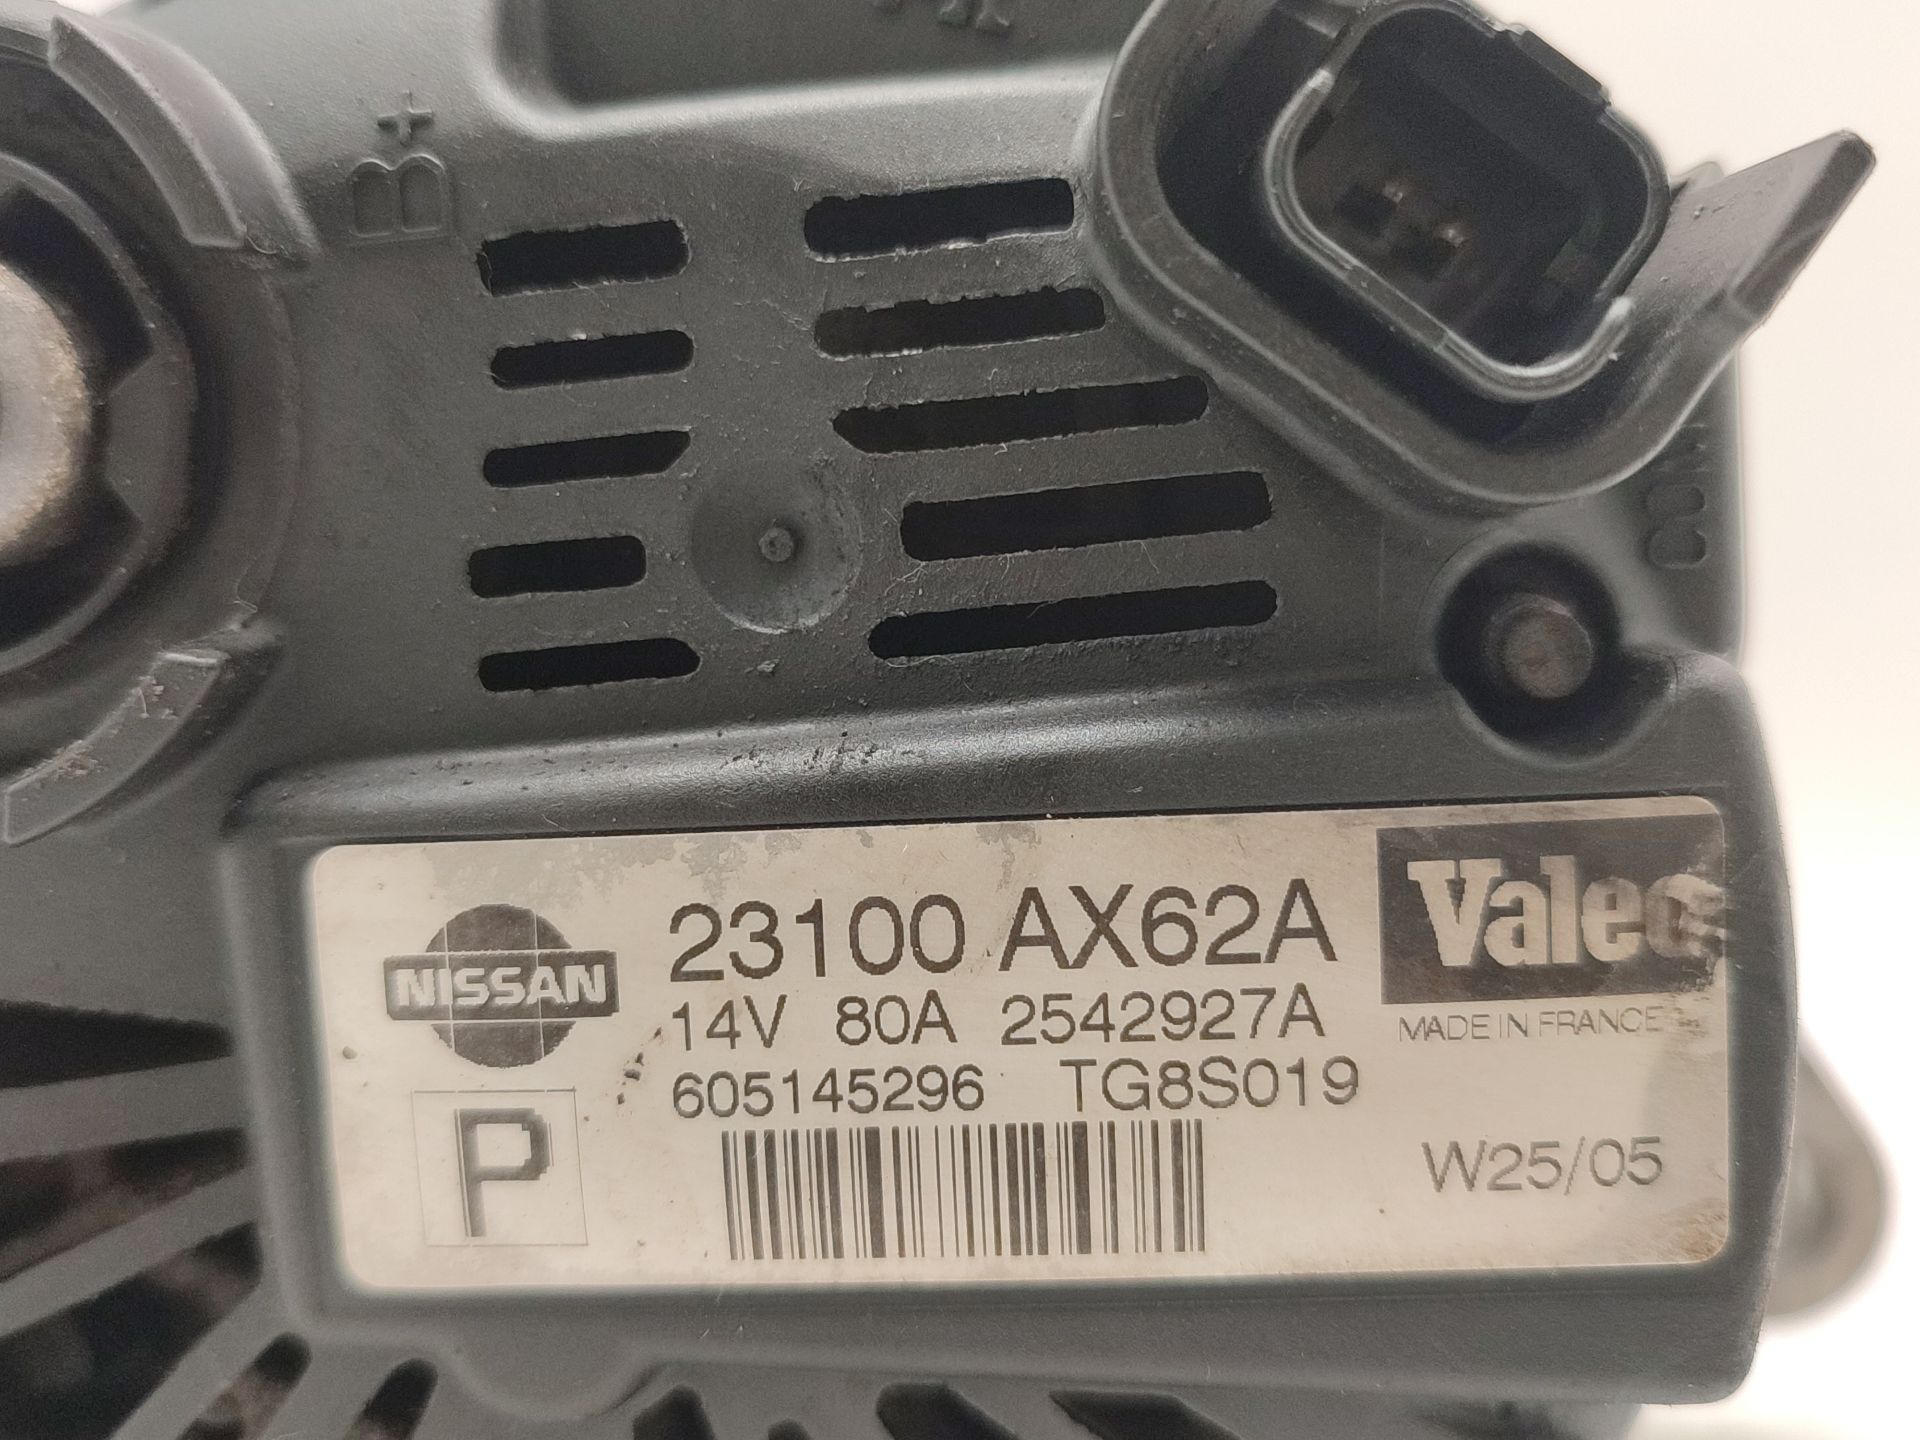 B+
NISSAN
23100 AX62A
Valeo
14V 80A 2542927A
MADE IN FRANCE
605145296 TG8S019
P
W25/05